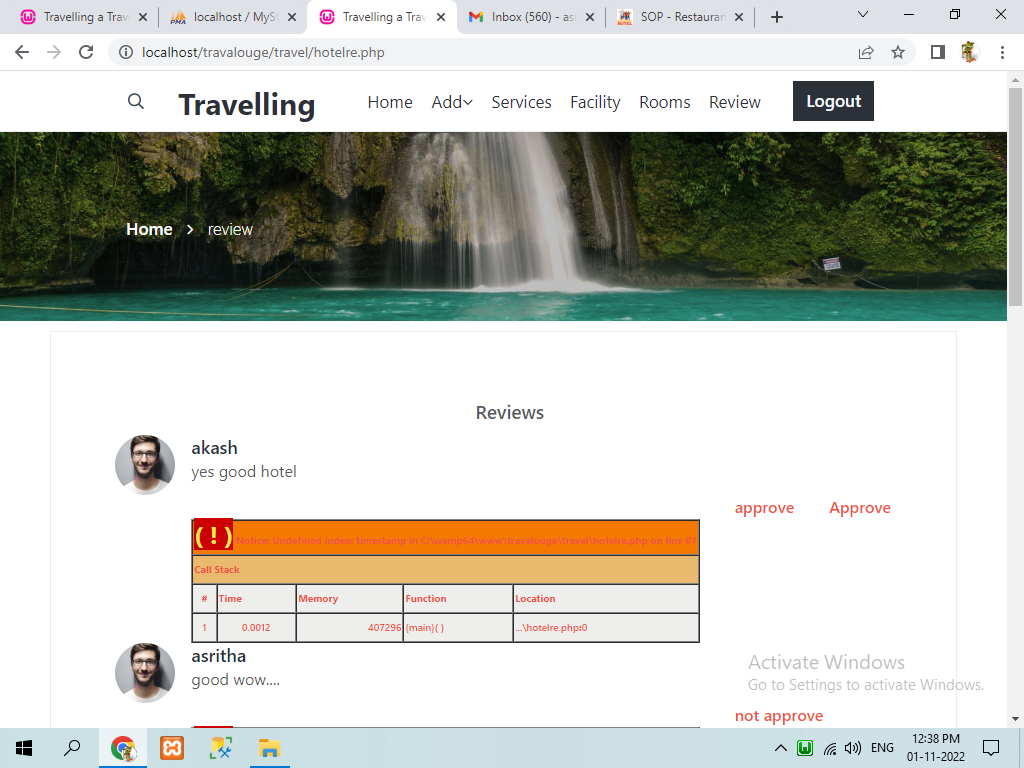 Travelling a Trav
localhost / MyS
Travelling a Trav
Inbox (560) - as
SOP - Restauran
localhost/travalouge/travel/hotelre.php
Travelling
Home
Add
Services
Facility
Rooms
Review
Logout
Home > review
Reviews
akash
yes good hotel
approve
Approve
( ! ) Notice: Undefined index: timestamp in C:\wamp64\www\travalouge\travel\hotelre.php on line 81
Call Stack
# Time Memory Function Location
1 0.0012 407296 {main}( ) ...\hotelre.php:0
asritha
good wow....
not approve
Activate Windows
Go to Settings to activate Windows.
ENG
12:38 PM
01-11-2022